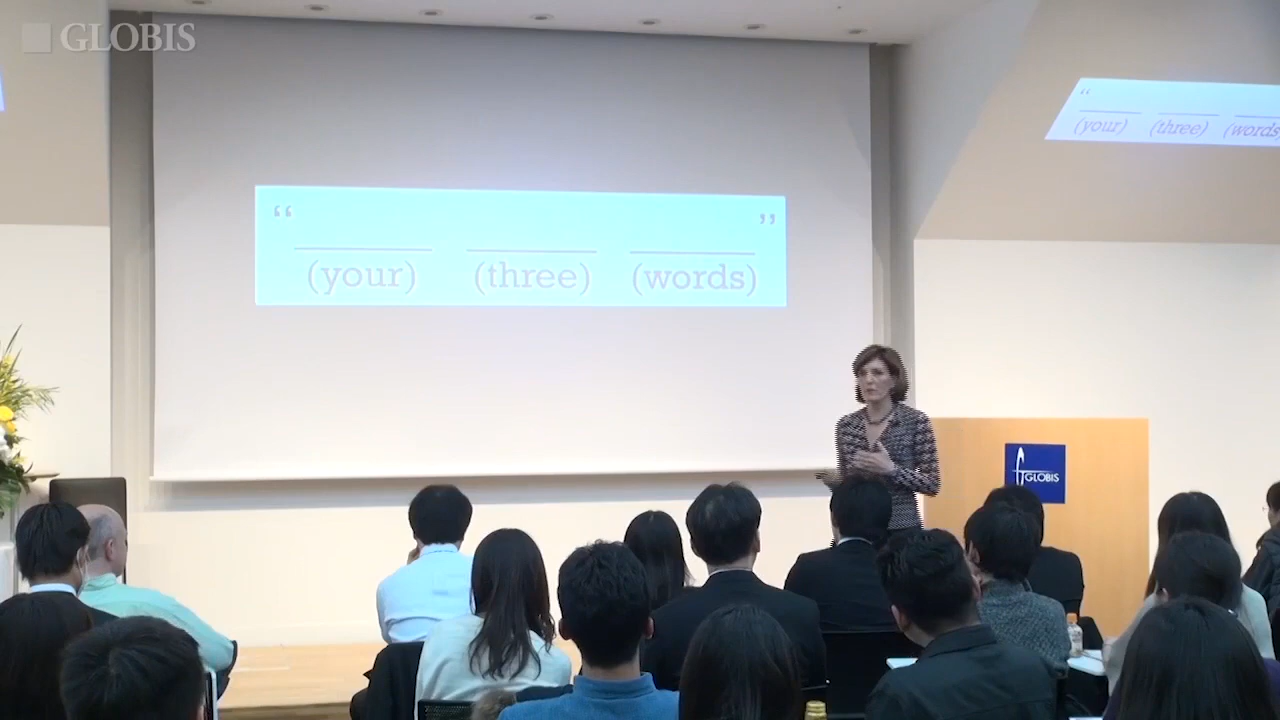 GLOBIS
“ ”
(your) (three) (words)
“
(your) (three) (words)
GLOBIS